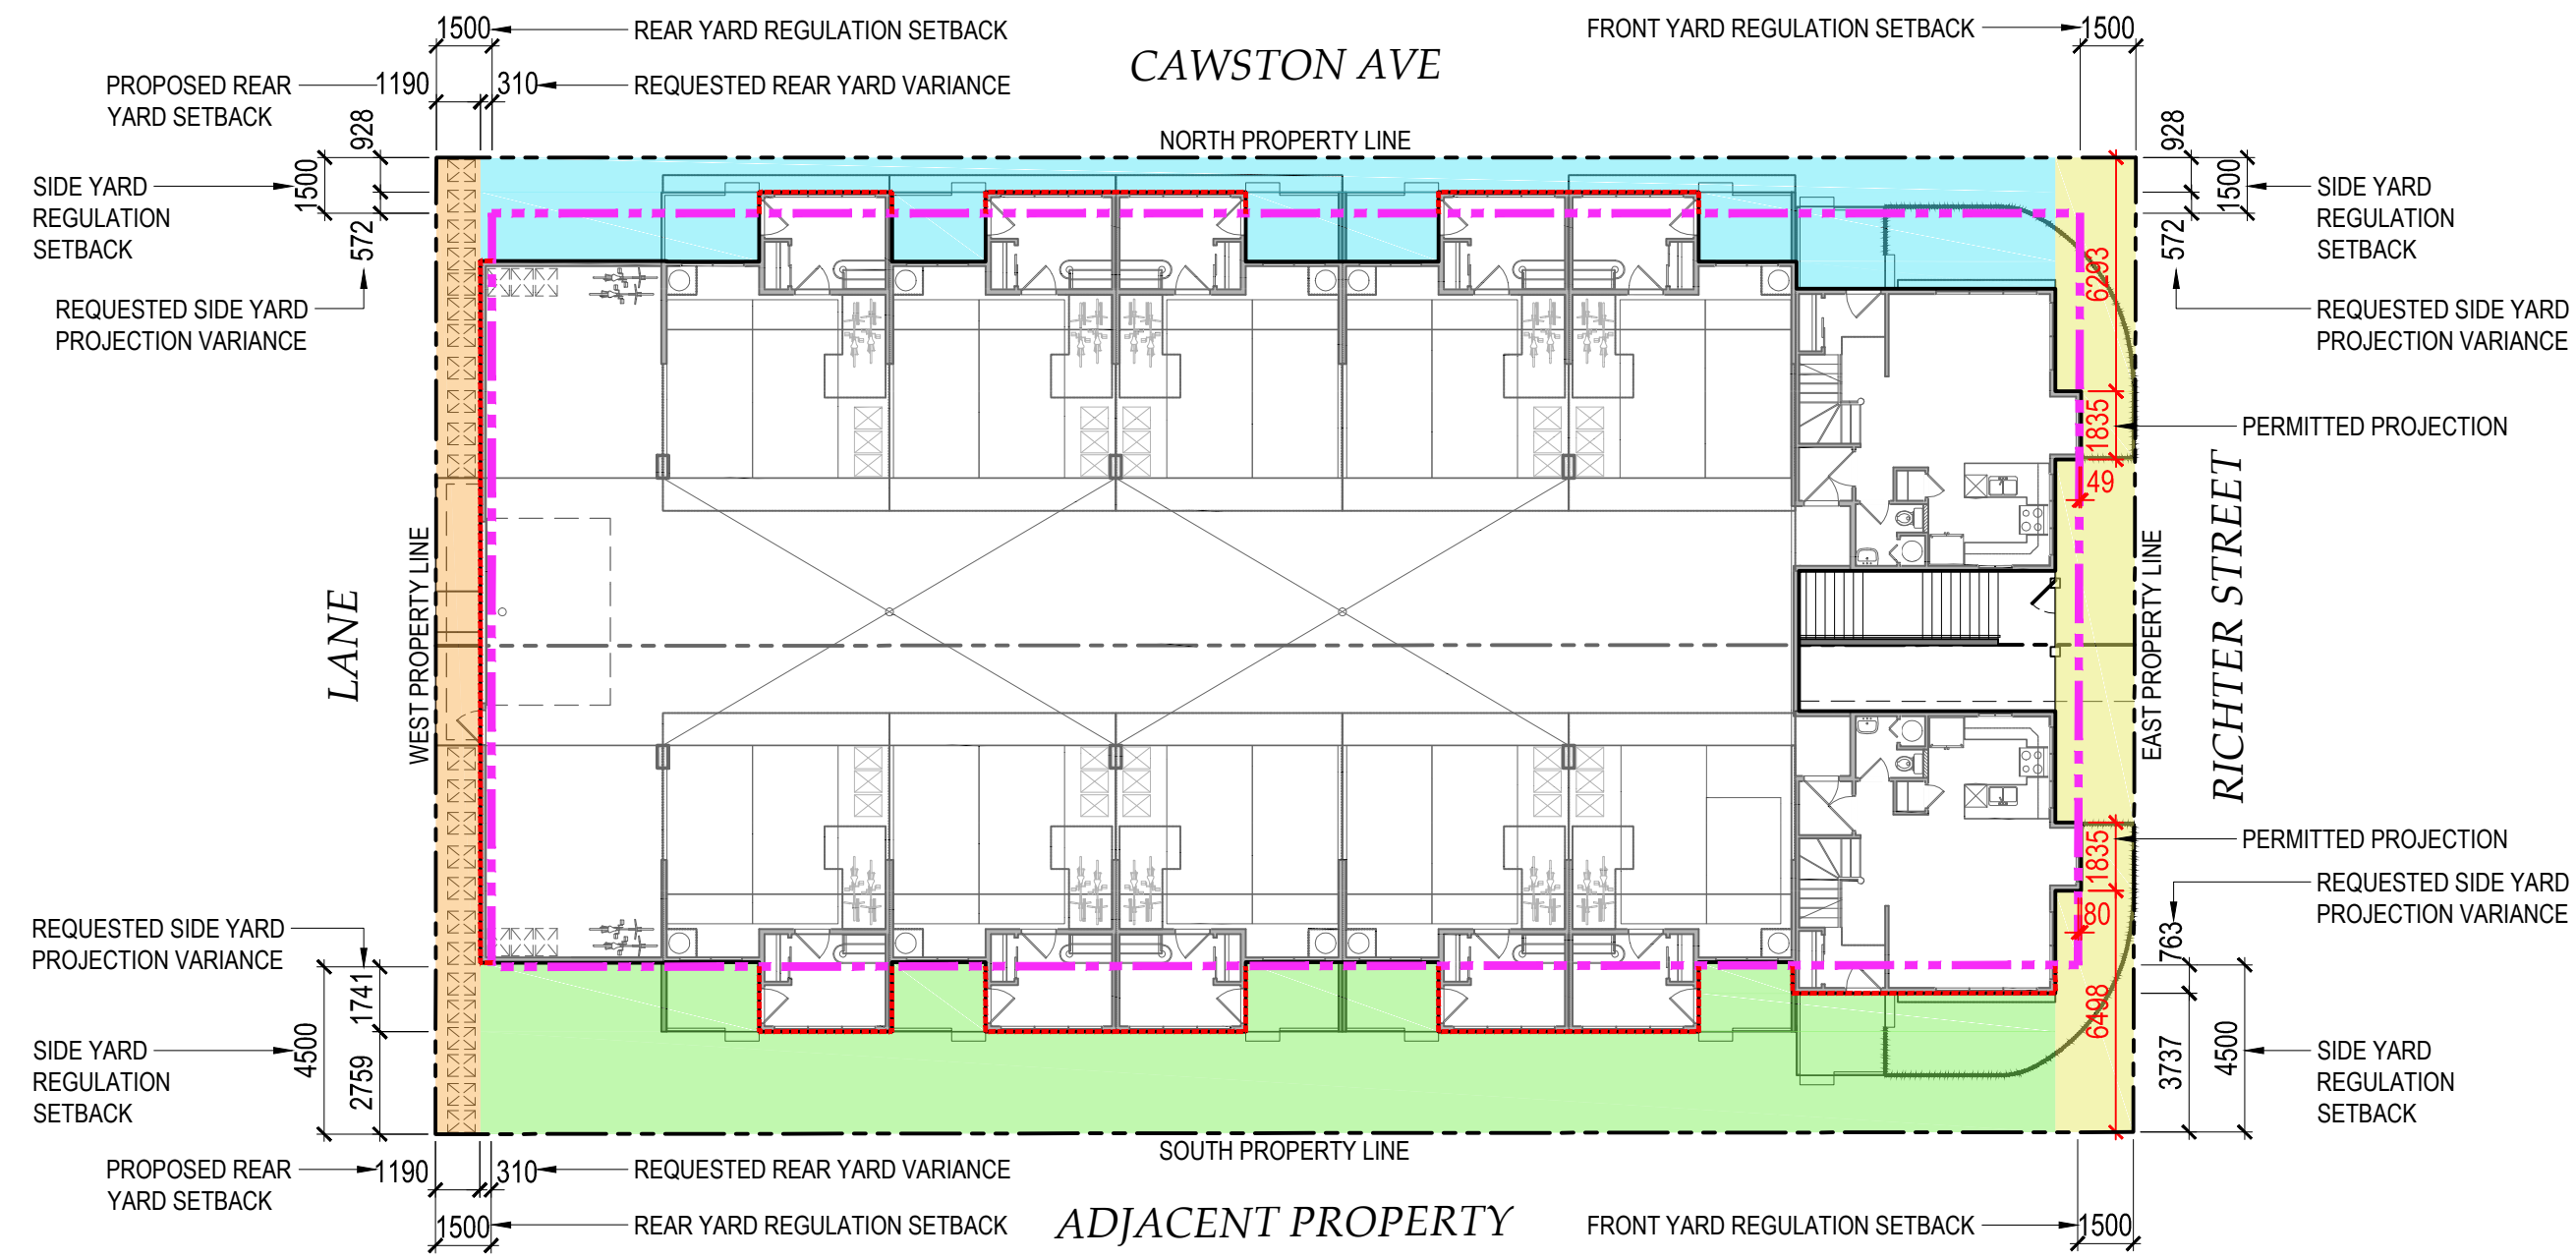 1500
REAR YARD REGULATION SETBACK
FRONT YARD REGULATION SETBACK
1500
CAWSTON AVE
PROPOSED REAR
YARD SETBACK
1190
310
REQUESTED REAR YARD VARIANCE
NORTH PROPERTY LINE
928
1500
572
SIDE YARD
REGULATION
SETBACK
REQUESTED SIDE YARD
PROJECTION VARIANCE
928
1500
572
SIDE YARD
REGULATION
SETBACK
REQUESTED SIDE YARD
PROJECTION VARIANCE
6293
1835
PERMITTED PROJECTION
49
LANE
WEST PROPERTY LINE
EAST PROPERTY LINE
RICHTER STREET
1835
PERMITTED PROJECTION
80
763
REQUESTED SIDE YARD
PROJECTION VARIANCE
6498
3737
4500
SIDE YARD
REGULATION
SETBACK
REQUESTED SIDE YARD
PROJECTION VARIANCE
1741
4500
2759
SIDE YARD
REGULATION
SETBACK
SOUTH PROPERTY LINE
PROPOSED REAR
YARD SETBACK
1190
310
REQUESTED REAR YARD VARIANCE
1500
REAR YARD REGULATION SETBACK
ADJACENT PROPERTY
FRONT YARD REGULATION SETBACK
1500